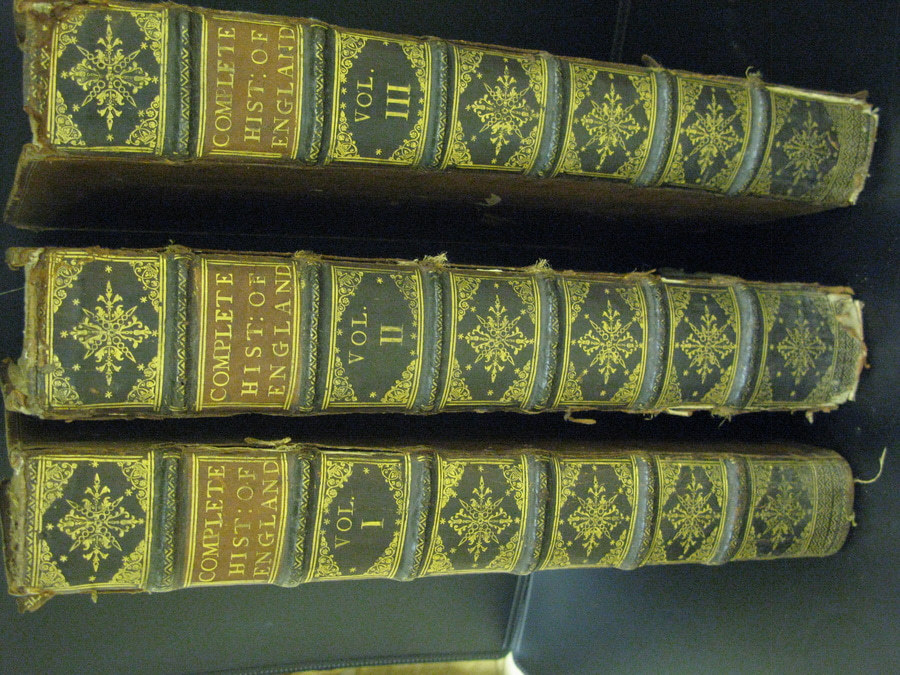 COMPLETE
HIST: OF
ENGLAND
VOL.
III
COMPLETE
HIST: OF
ENGLAND
VOL.
II
COMPLETE
HIST: OF
ENGLAND
VOL.
I